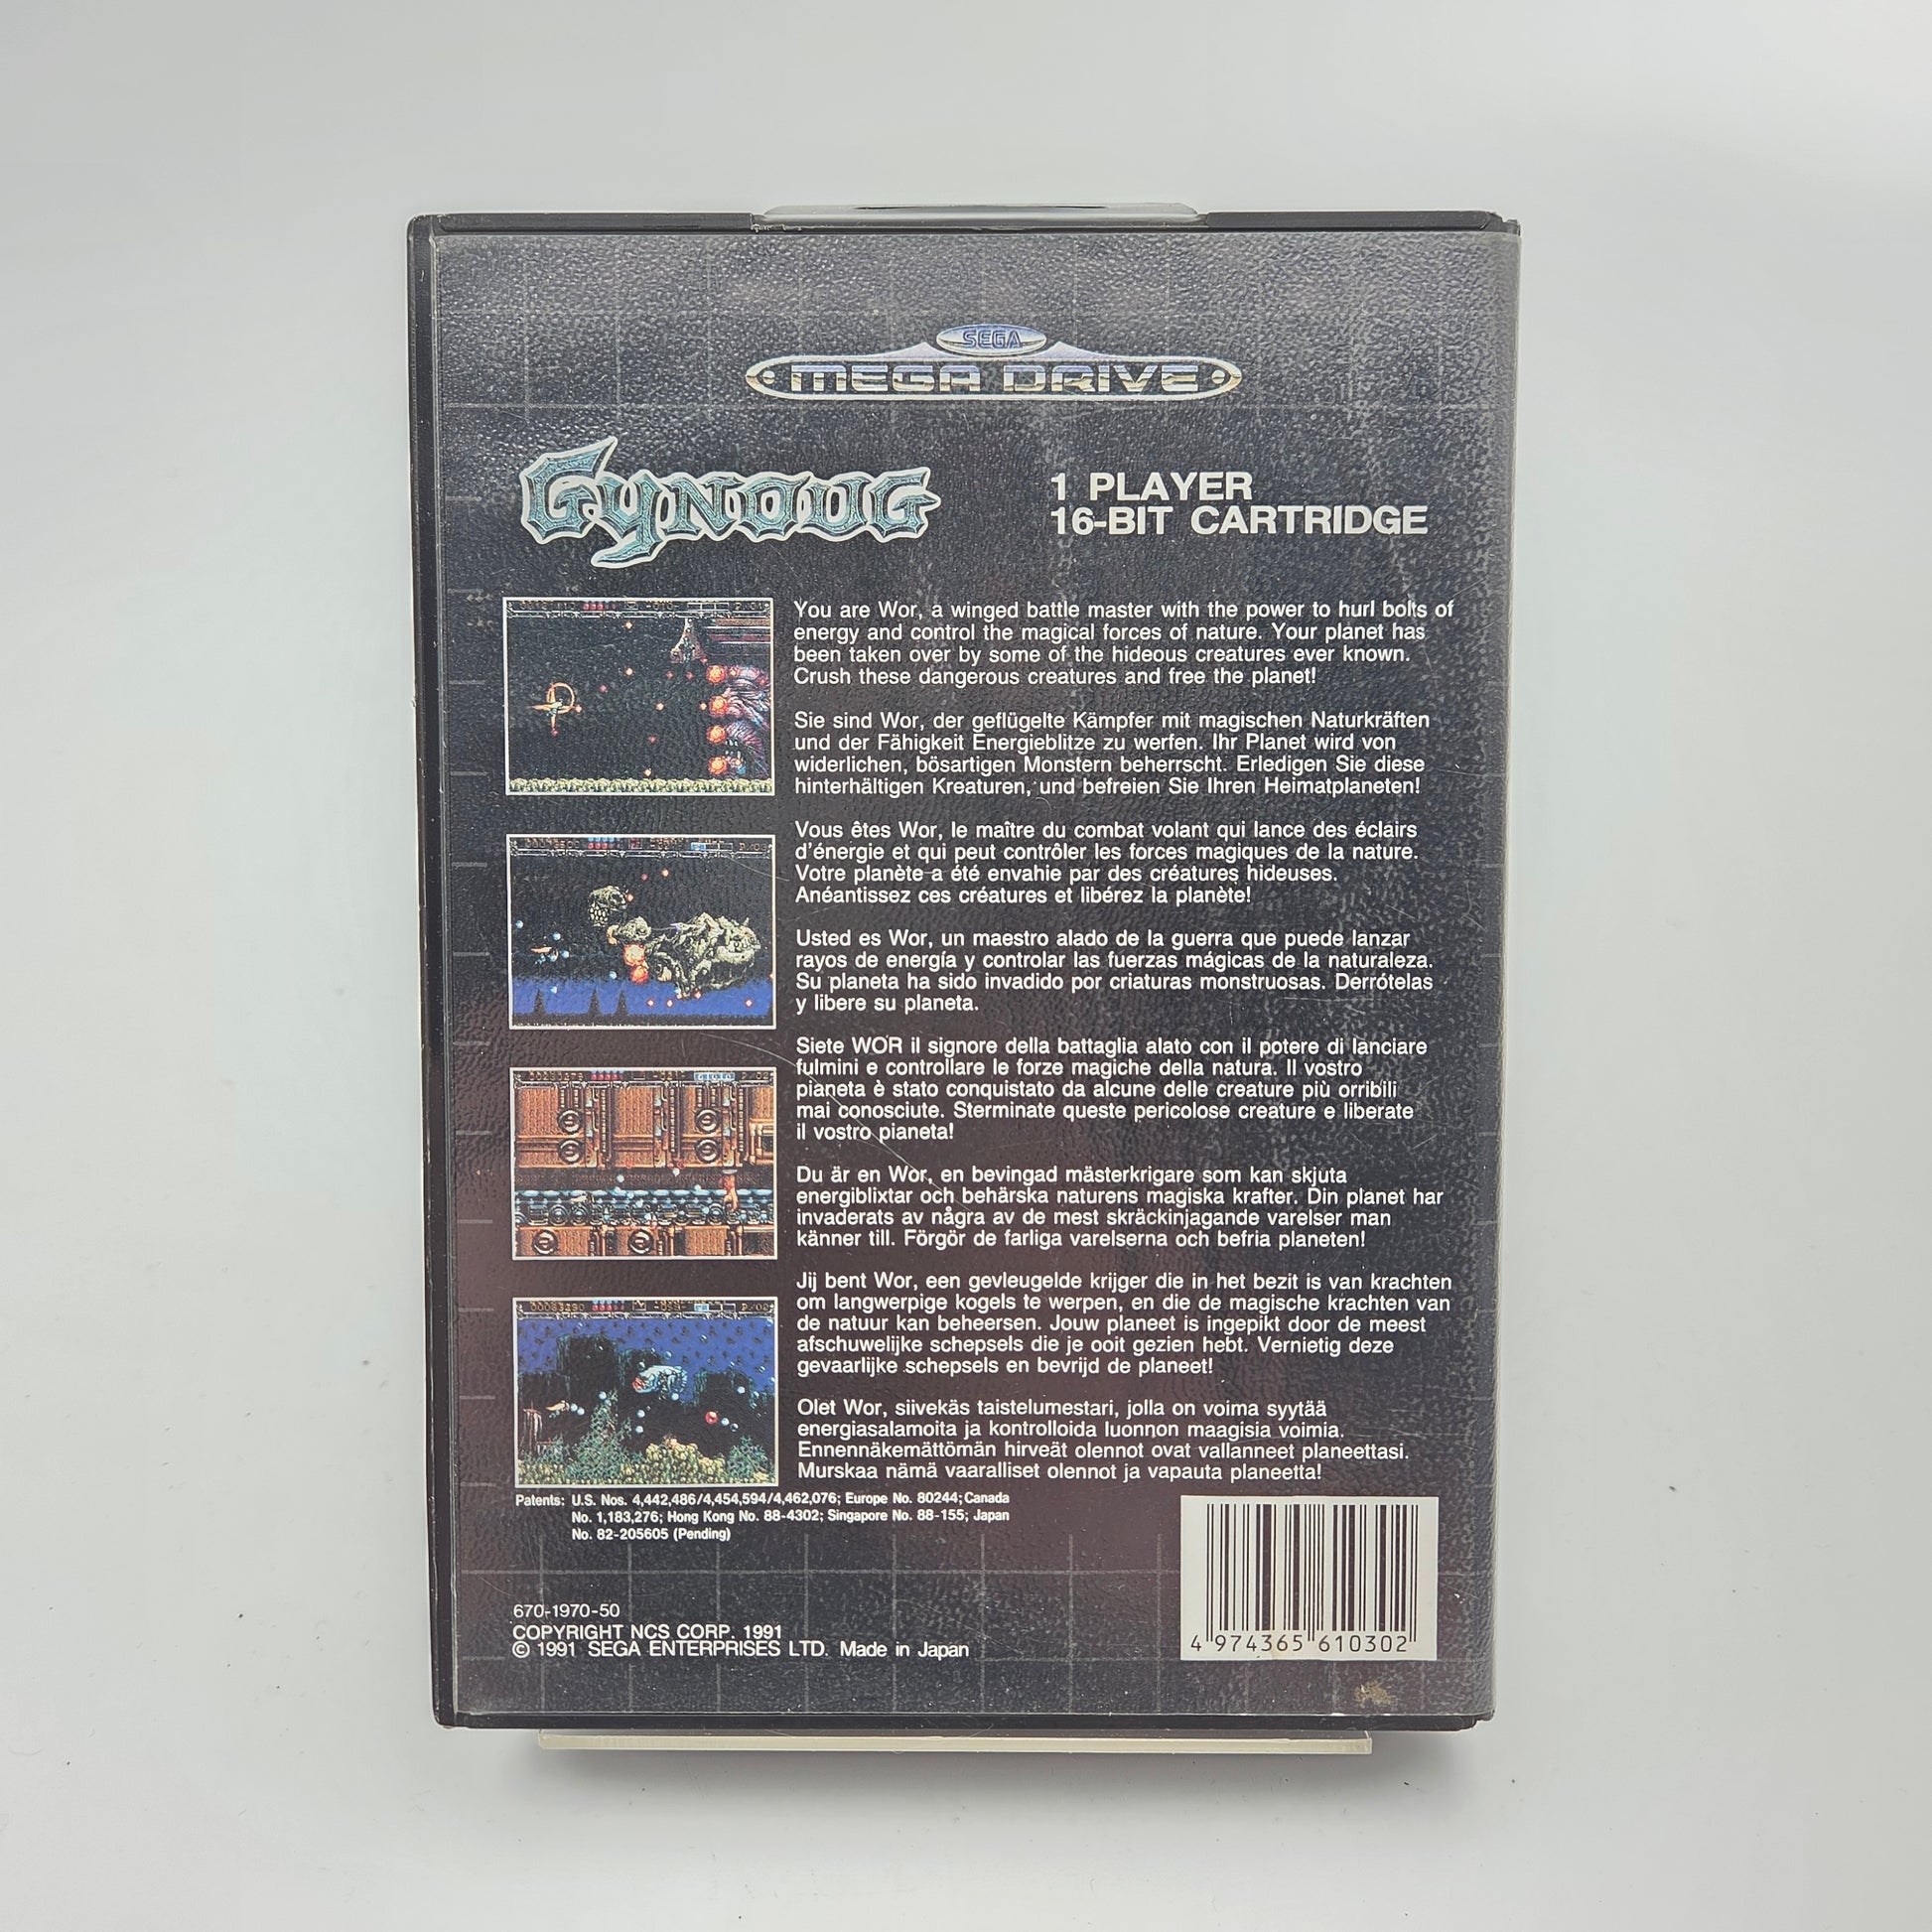 SEGA
MEGA DRIVE
GYNOUG
1 PLAYER
16-BIT CARTRIDGE
You are Wor, a winged battle master with the power to hurl bolts of
energy and control the magical forces of nature. Your planet has
been taken over by some of the hideous creatures ever known.
Crush these dangerous creatures and free the planet!
Sie sind Wor, der geflügelte Kämpfer mit magischen Naturkräften
und der Fähigkeit Energieblitze zu werfen. Ihr Planet wird von
widerlichen, bösartigen Monstern beherrscht. Erledigen Sie diese
hinterhältigen Kreaturen, und befreien Sie Ihren Heimatplaneten!
Vous êtes Wor, le maître du combat volant qui lance des éclairs
d'énergie et qui peut contrôler les forces magiques de la nature.
Votre planète a été envahie par des créatures hideuses.
Anéantissez ces créatures et libérez la planète!
Usted es Wor, un maestro alado de la guerra que puede lanzar
rayos de energía y controlar las fuerzas mágicas de la naturaleza.
Su planeta ha sido invadido por criaturas monstruosas. Derrótelas
y libere su planeta.
Siete WOR il signore della battaglia alato con il potere di lanciare
fulmini e controllare le forze magiche della natura. Il vostro
pianeta è stato conquistato da alcune delle creature più orribili
mai conosciute. Sterminate queste pericolose creature e liberate
il vostro pianeta!
Du är en Wor, en bevingad mästerkrigare som kan skjuta
energiblixtar och behärska naturens magiska krafter. Din planet har
invaderats av några av de mest skräckinjagande varelser man
känner till. Förgör de farliga varelserna och befria planeten!
Jij bent Wor, een gevleugelde krijger die in het bezit is van krachten
om langwerpige kogels te werpen, en die de magische krachten van
de natuur kan beheersen. Jouw planeet is ingepikt door de meest
afschuwelijke schepsels die je ooit gezien hebt. Vernietig deze
gevaarlijke schepsels en bevrijd de planeet!
Olet Wor, siivekäs taistelumestari, jolla on voima syytää
energiasalamoita ja kontrolloida luonnon maagisia voimia.
Ennennäkemättömän hirveät olennot ovat vallanneet planeettasi.
Murskaa nämä vaaralliset olennot ja vapauta planeetta!
Patents: U.S. Nos. 4,442,486/4,454,594/4,462,076; Europe No. 80244; Canada
No. 1,183,276; Hong Kong No. 88-4302; Singapore No. 88-155; Japan
No. 82-205605 (Pending)
670-1970-50
COPYRIGHT NCS CORP. 1991
© 1991 SEGA ENTERPRISES LTD. Made in Japan
4 974365 610302